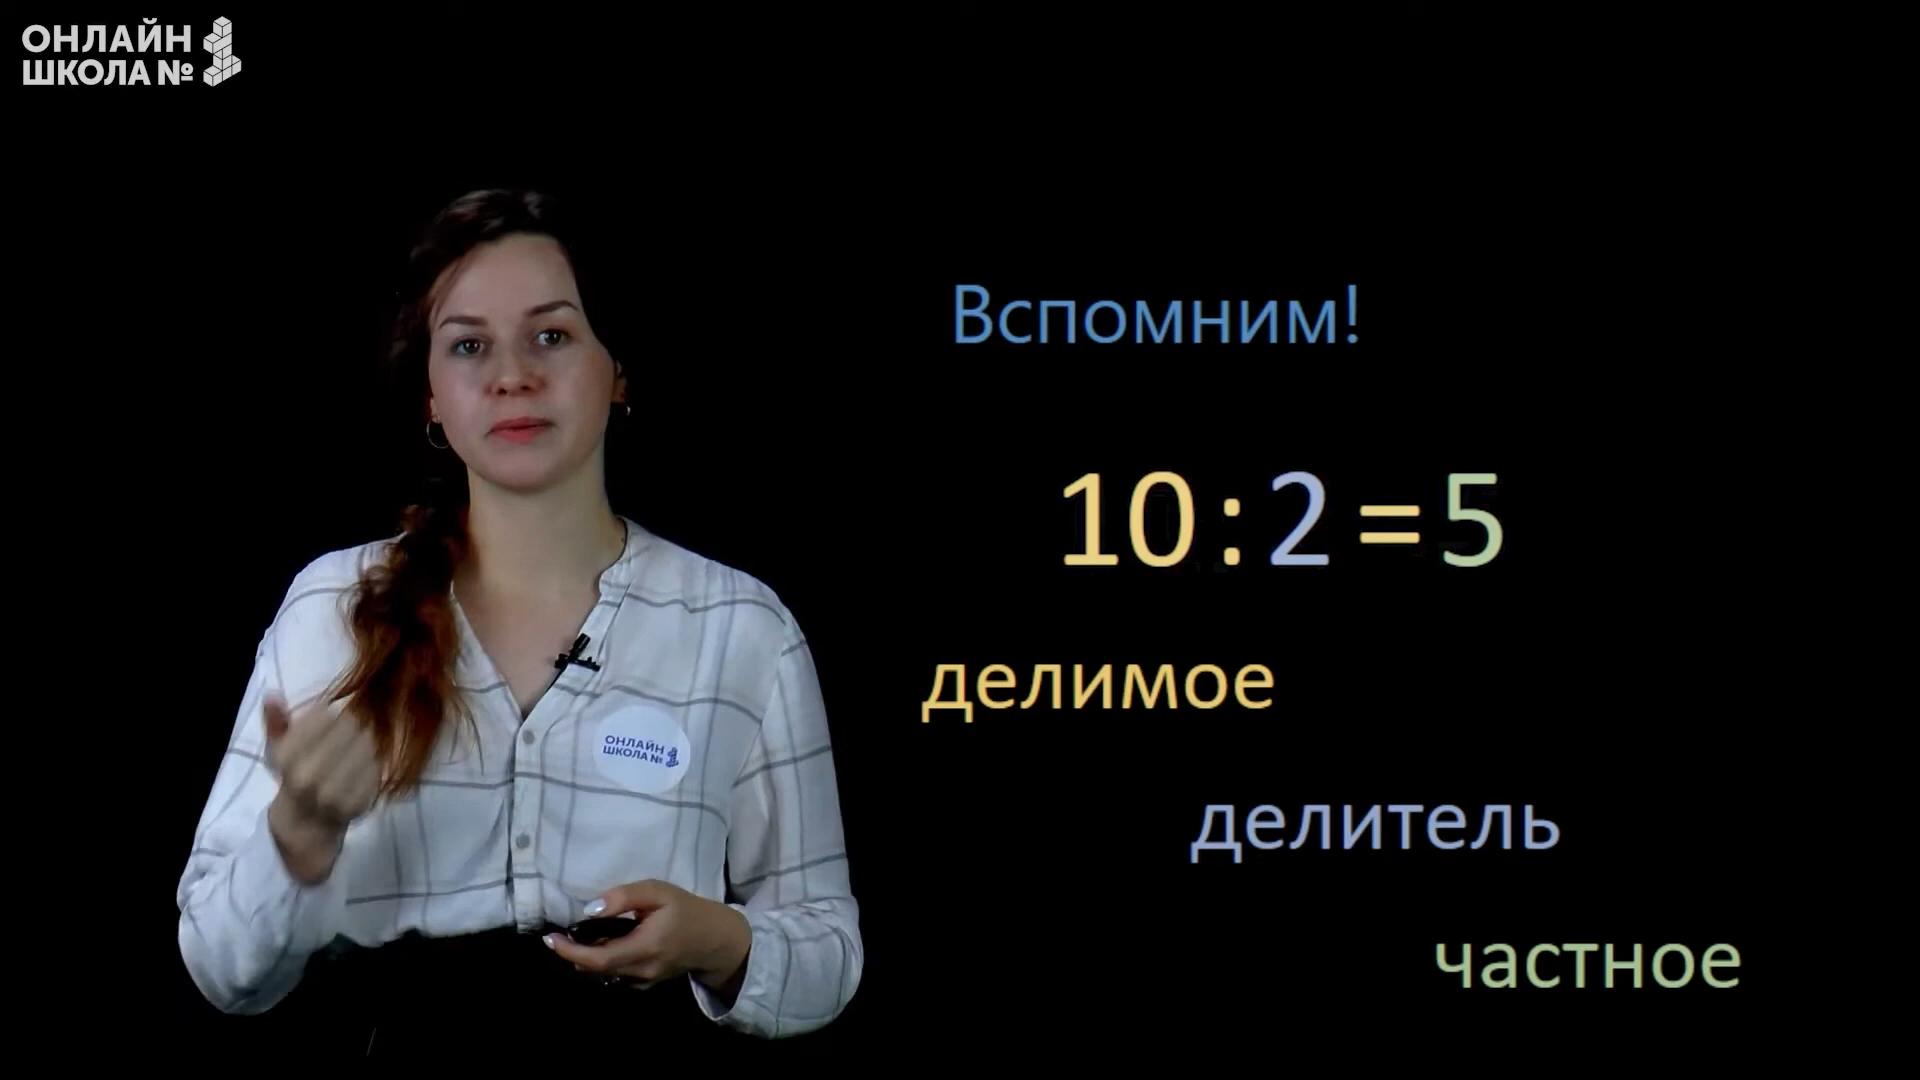 ОНЛАЙН
ШКОЛА №
Вспомним!
10 : 2 = 5
делимое
делитель
частное
ОНЛАЙН
ШКОЛА №